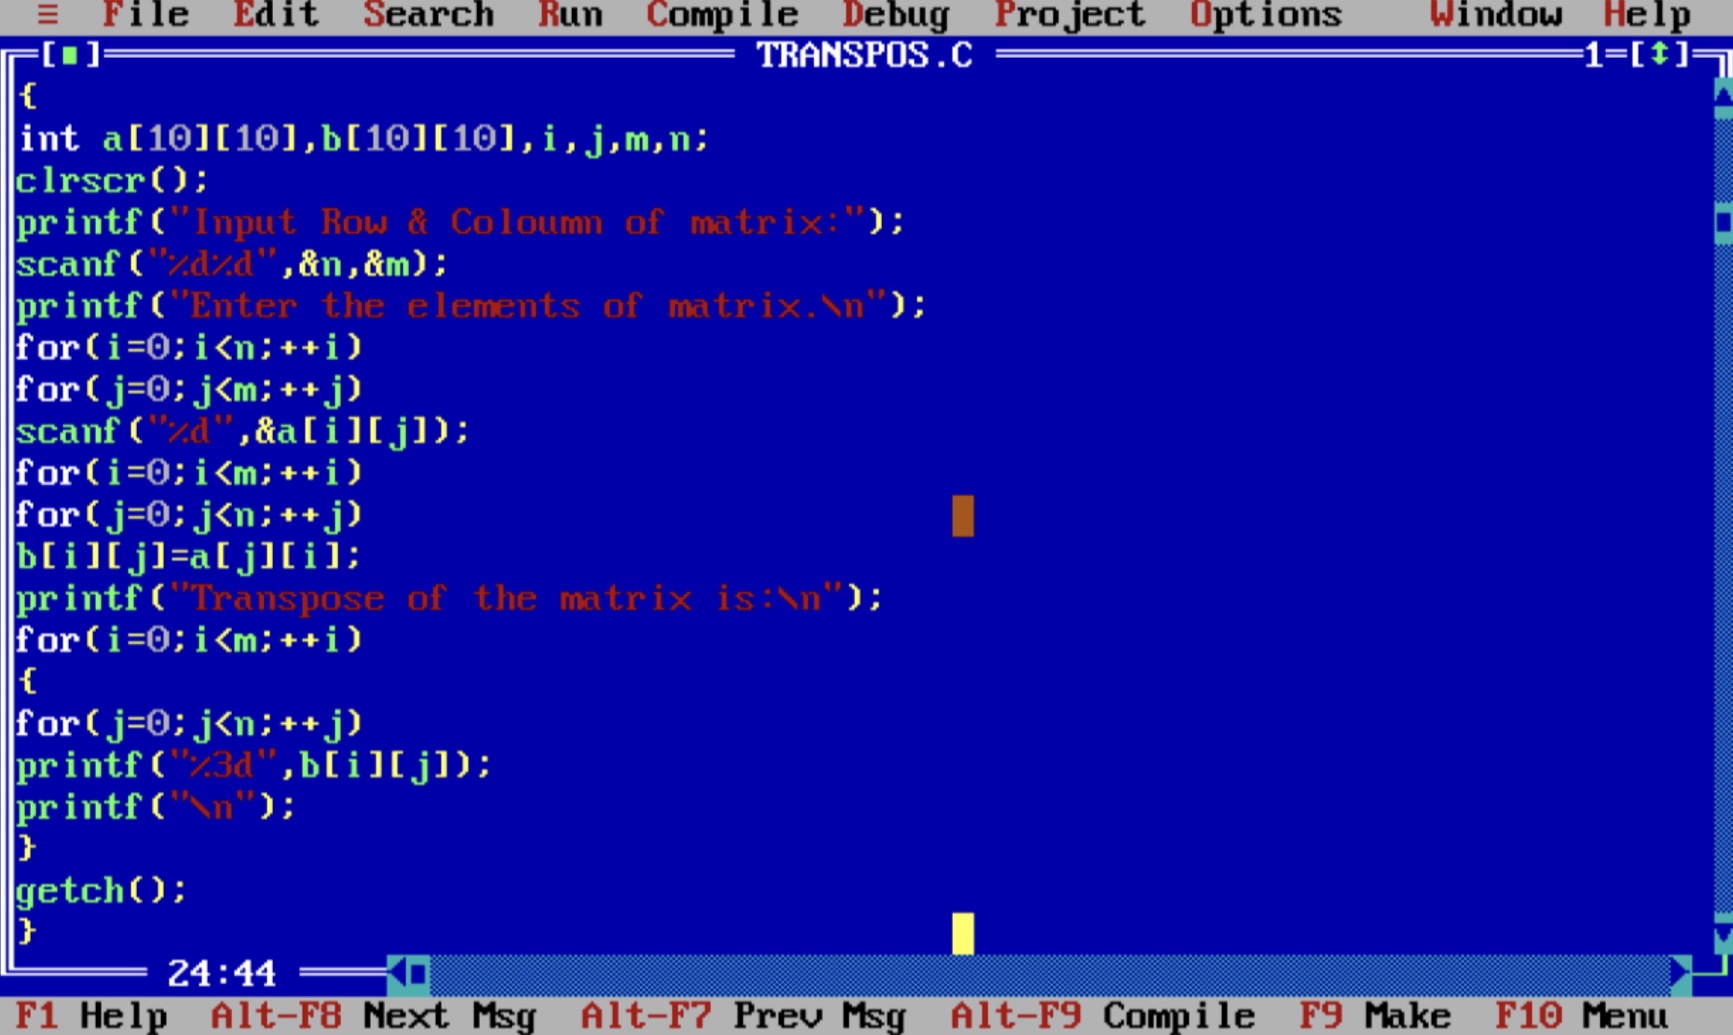 ≡ File Edit Search Run Compile Debug Project Options Window Help
[■] TRANSPOS.C 1=[↕]
{
int a[10][10],b[10][10],i,j,m,n;
clrscr();
printf("Input Row & Coloumn of matrix:");
scanf("%d%d",&n,&m);
printf("Enter the elements of matrix.\n");
for(i=0;i<n;++i)
for(j=0;j<m;++j)
scanf("%d",&a[i][j]);
for(i=0;i<m;++i)
for(j=0;j<n;++j)
b[i][j]=a[j][i];
printf("Transpose of the matrix is:\n");
for(i=0;i<m;++i)
{
for(j=0;j<n;++j)
printf("%3d",b[i][j]);
printf("\n");
}
getch();
}
24:44
F1 Help Alt-F8 Next Msg Alt-F7 Prev Msg Alt-F9 Compile F9 Make F10 Menu